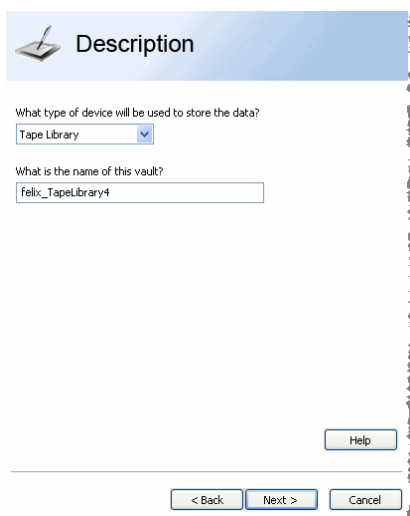 Description
What type of device will be used to store the data?
Tape Library
What is the name of this vault?
felix_TapeLibrary4
Help
< Back Next > Cancel